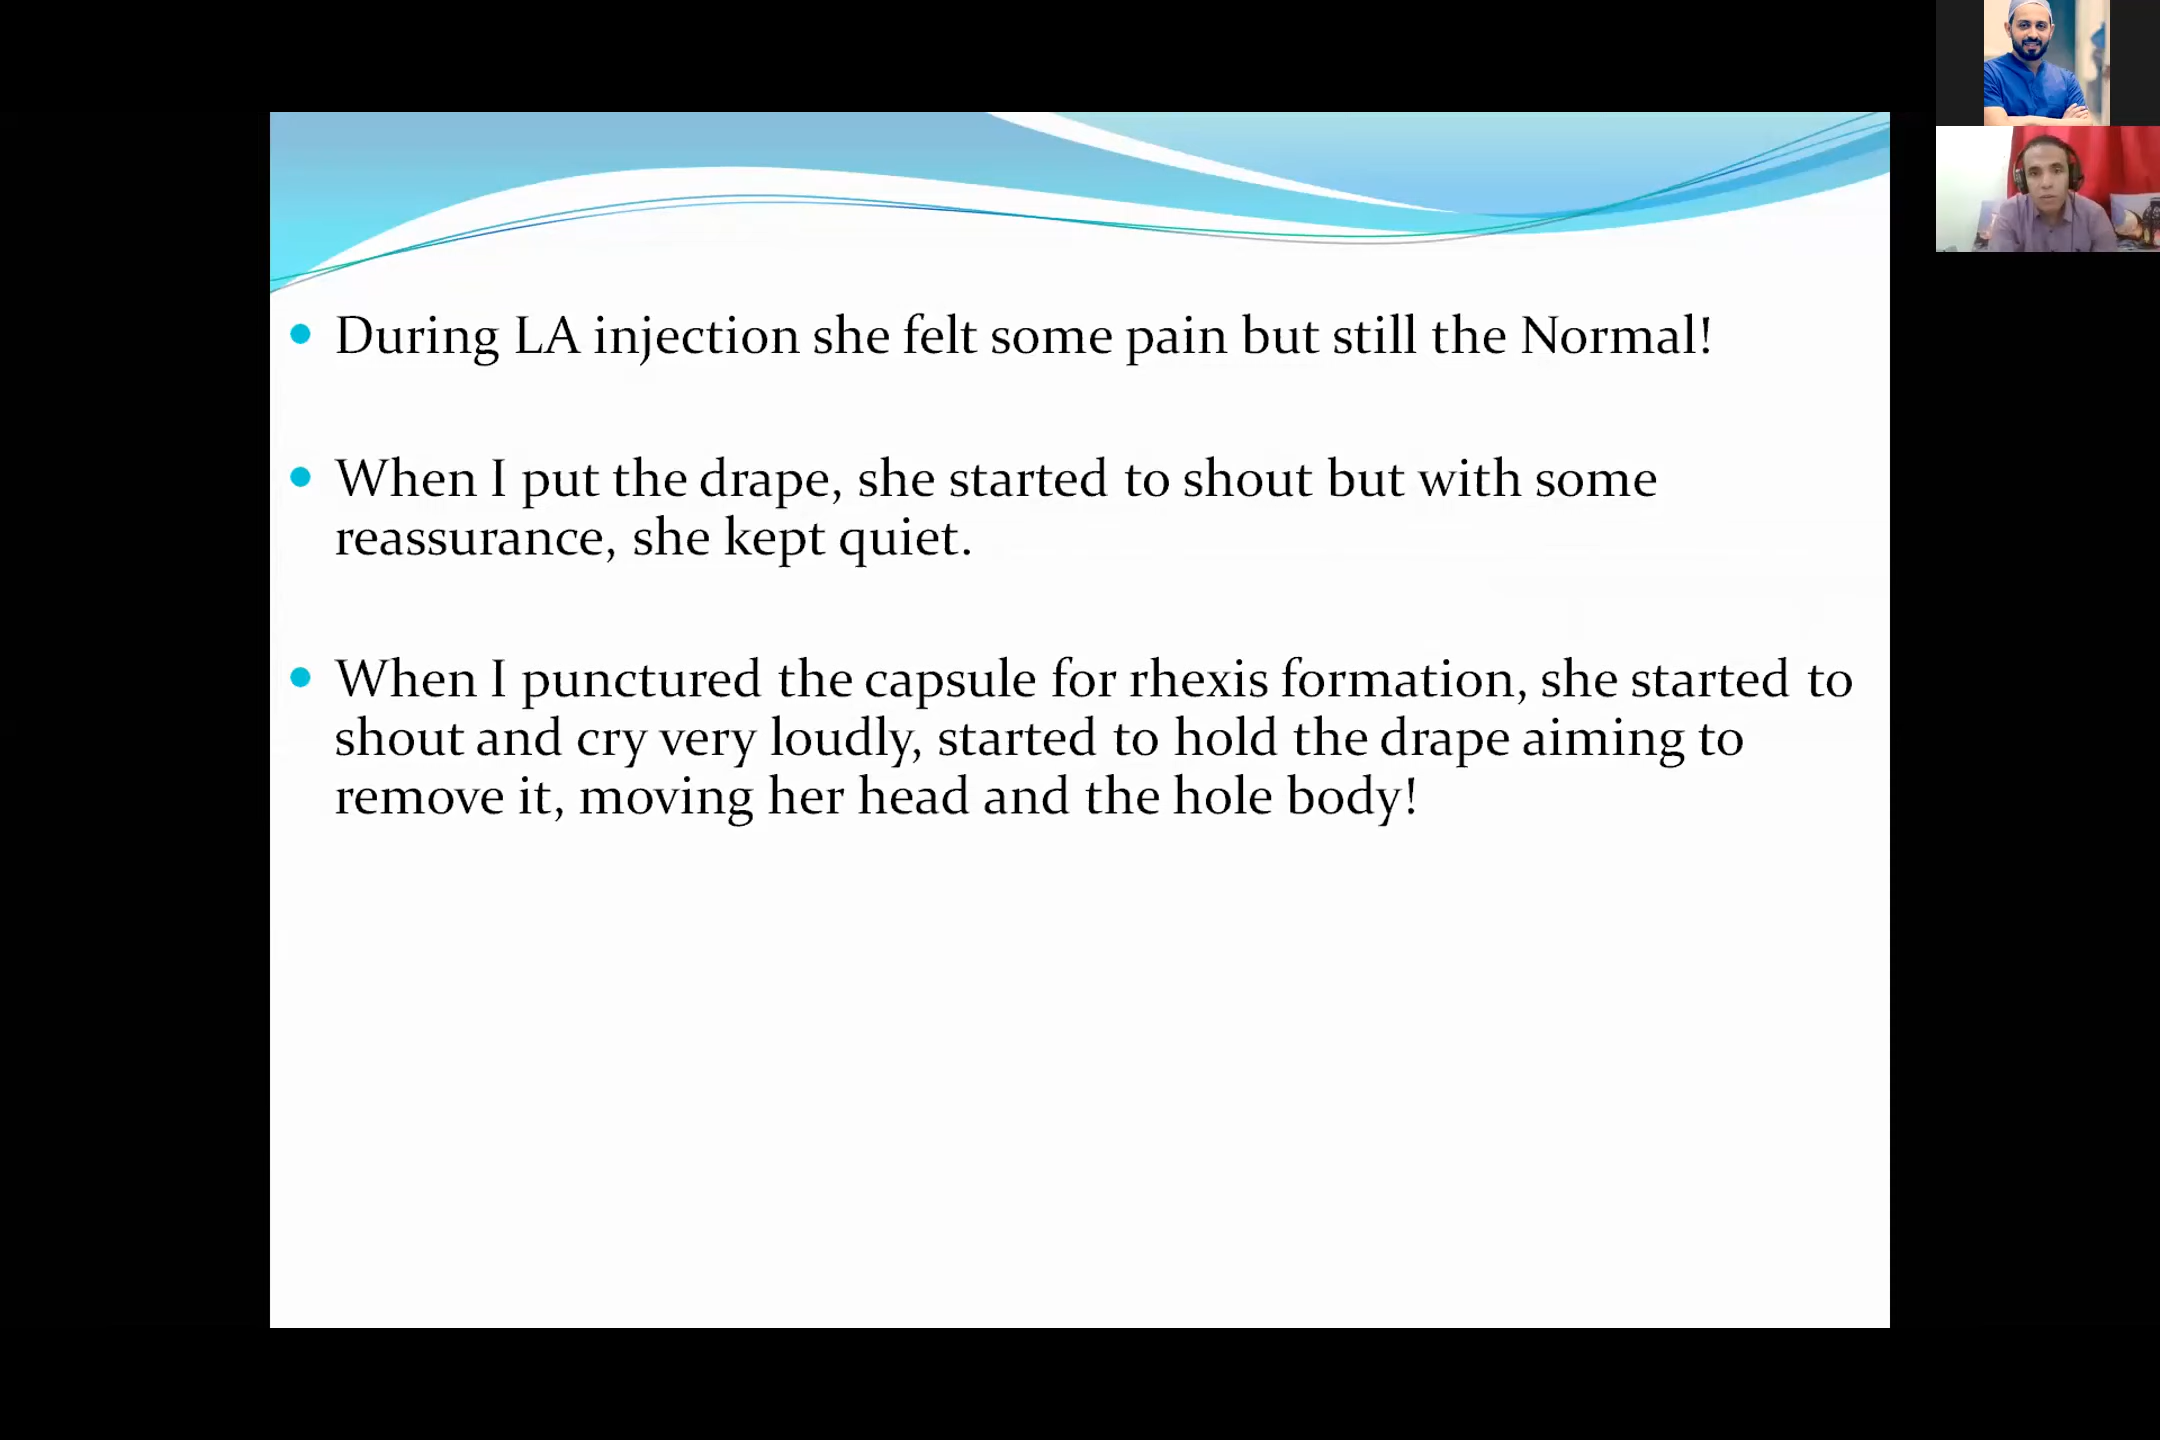 During LA injection she felt some pain but still the Normal!
When I put the drape, she started to shout but with some
reassurance, she kept quiet.
When I punctured the capsule for rhexis formation, she started to
shout and cry very loudly, started to hold the drape aiming to
remove it, moving her head and the hole body!